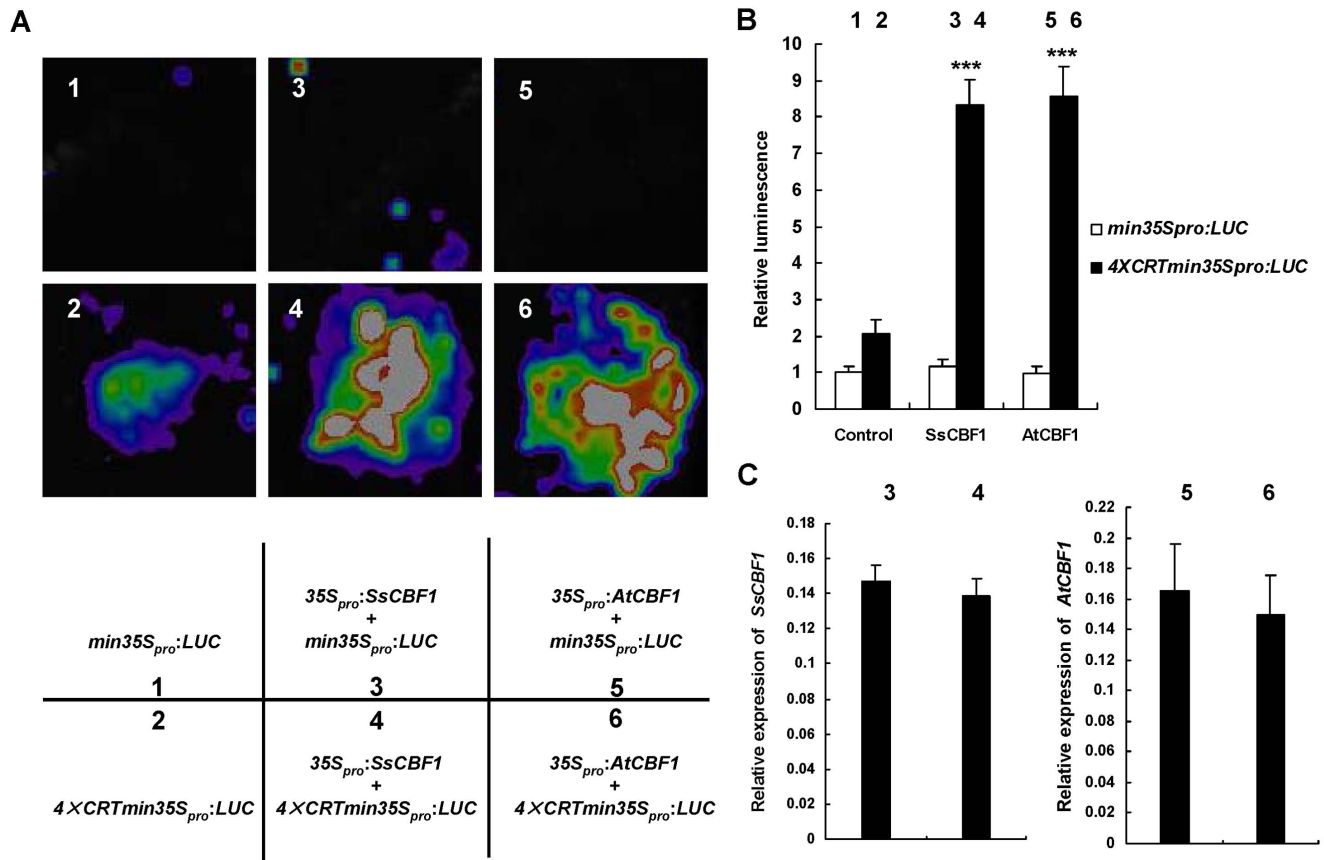 A
1
3
5
2
4
6
35Spro:SsCBF1
+
min35Spro:LUC
35Spro:AtCBF1
+
min35Spro:LUC
min35Spro:LUC
1
3
5
2
4
6
35Spro:SsCBF1
+
4×CRTmin35Spro:LUC
35Spro:AtCBF1
+
4×CRTmin35Spro:LUC
4×CRTmin35Spro:LUC
B
1 2
3 4
5 6
Relative luminescence
10
9
8
7
6
5
4
3
2
1
0
***
***
Control
SsCBF1
AtCBF1
min35Spro:LUC
4XCRTmin35Spro:LUC
C
3
4
Relative expression of SsCBF1
0.18
0.16
0.14
0.12
0.1
0.08
0.06
0.04
0.02
0
5
6
Relative expression of AtCBF1
0.22
0.2
0.18
0.16
0.14
0.12
0.1
0.08
0.06
0.04
0.02
0